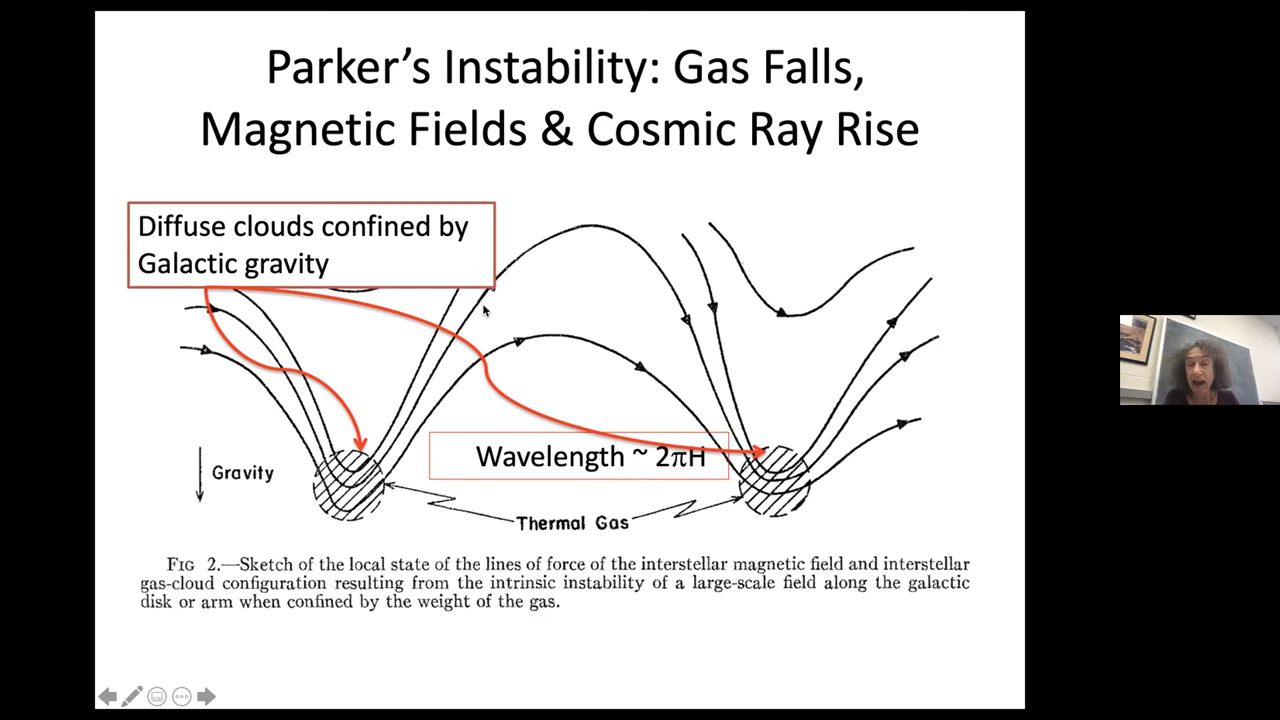 Parker’s Instability: Gas Falls,
Magnetic Fields & Cosmic Ray Rise
Diffuse clouds confined by
Galactic gravity
Wavelength ~ 2πH
Gravity
Thermal Gas
FIG 2.—Sketch of the local state of the lines of force of the interstellar magnetic field and interstellar
gas-cloud configuration resulting from the intrinsic instability of a large-scale field along the galactic
disk or arm when confined by the weight of the gas.